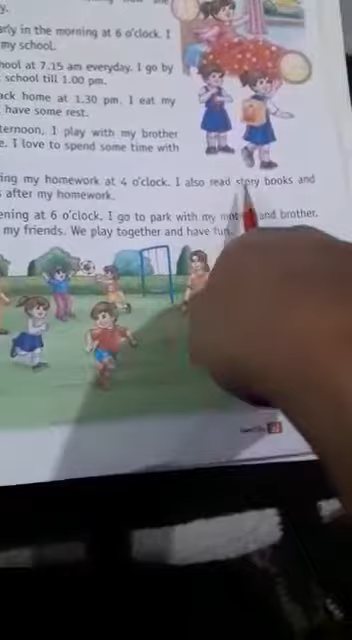 y.
arly in the morning at 6 o'clock. I
my school.
hool at 7.15 am everyday. I go by
school till 1.00 pm.
ack home at 1.30 pm. I eat my
have some rest.
ternoon, I play with my brother
e. I love to spend some time with
ing my homework at 4 o'clock. I also read story books and
after my homework.
ening at 6 o'clock, I go to park with my and brother.
my friends. We play together and have fun.